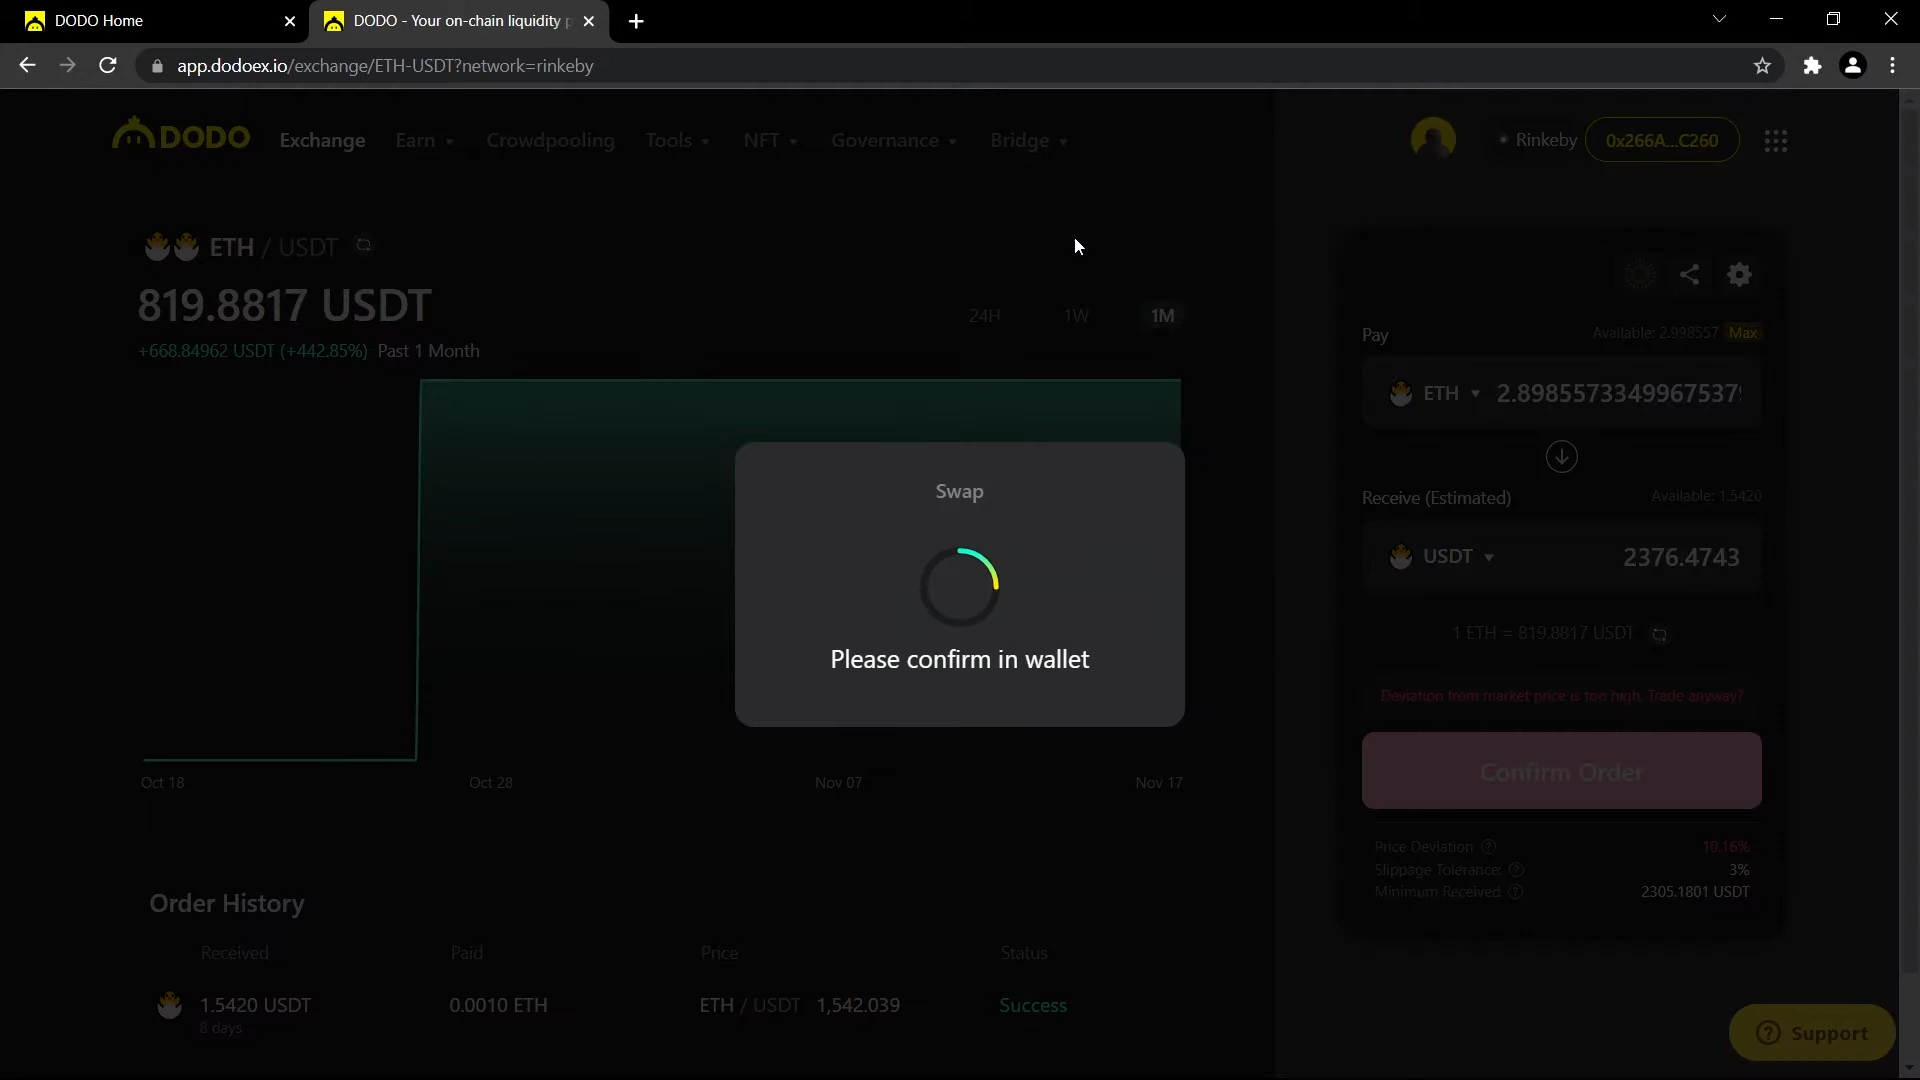 DODO Home
DODO - Your on-chain liquidity p
app.dodoex.io/exchange/ETH-USDT?network=rinkeby
DODO Exchange Earn Crowdpooling Tools NFT Governance Bridge Rinkeby 0x266A...C260
ETH / USDT
819.8817 USDT
+668.84962 USDT (+442.85%) Past 1 Month
24H 1W 1M
Oct 18 Oct 28 Nov 07 Nov 17
Swap
Please confirm in wallet
Pay Available: 2.998557 Max
ETH 2.898557334996753
Receive (Estimated) Available: 1.5420
USDT 2376.4743
1 ETH = 819.8817 USDT
Deviation from market price is too high, Trade anyway?
Confirm Order
Price Deviation ? 10.16%
Slippage Tolerance: ? 3%
Minimum Received ? 2305.1801 USDT
Order History
Received Paid Price Status
1.5420 USDT 0.0010 ETH ETH / USDT 1,542.039 Success
8 days
? Support